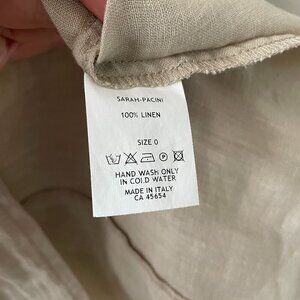 SARAH-PACINI
100% LINEN
SIZE 0
HAND WASH ONLY
IN COLD WATER
MADE IN ITALY
CA 45654